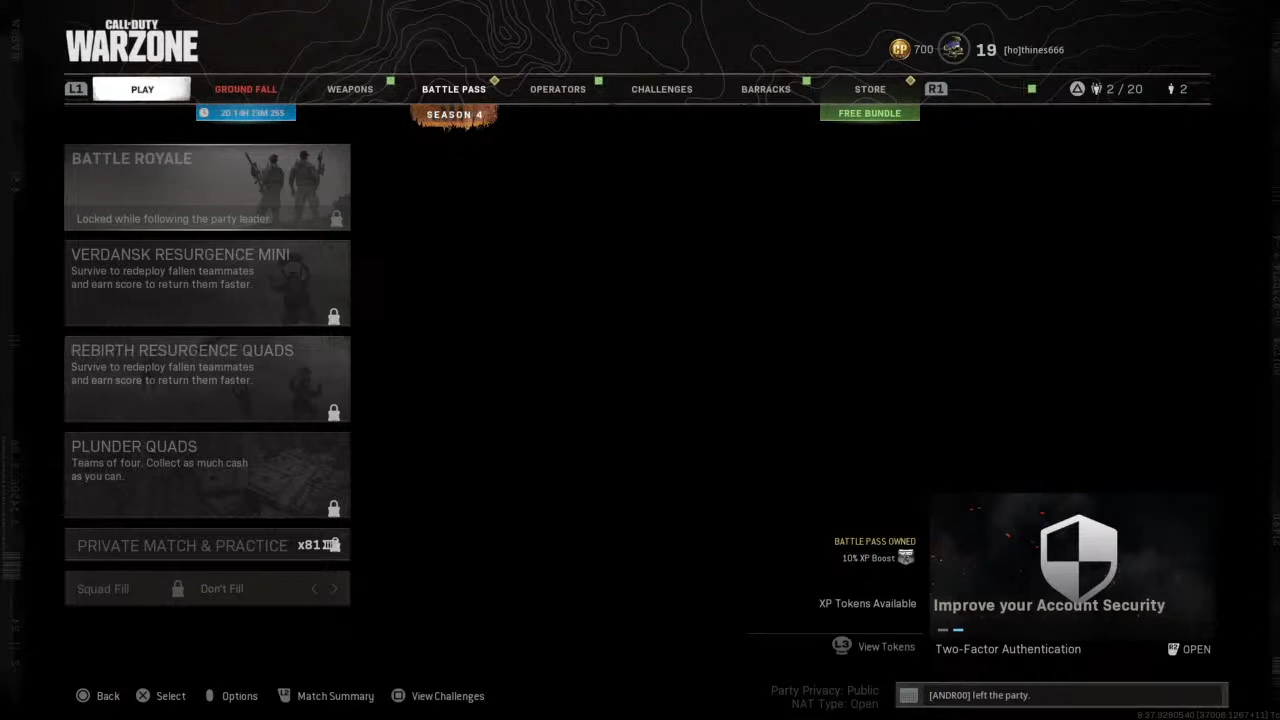 CALL·DUTY
WARZONE
CP 700 19 [ho]thines666
L1 PLAY GROUND FALL WEAPONS BATTLE PASS OPERATORS CHALLENGES BARRACKS STORE R1 2 / 20 2
SEASON 4 FREE BUNDLE
BATTLE ROYALE
Locked while following the party leader.
VERDANSK RESURGENCE MINI
Survive to redeploy fallen teammates
and earn score to return them faster.
REBIRTH RESURGENCE QUADS
Survive to redeploy fallen teammates
and earn score to return them faster.
PLUNDER QUADS
Teams of four. Collect as much cash
as you can.
PRIVATE MATCH & PRACTICE x81
Squad Fill Don't Fill
BATTLE PASS OWNED
10% XP Boost
XP Tokens Available
L3 View Tokens
Improve your Account Security
Two-Factor Authentication R2 OPEN
Back Select Options L2 Match Summary View Challenges
Party Privacy: Public
NAT Type: Open
[ANDR00] left the party.